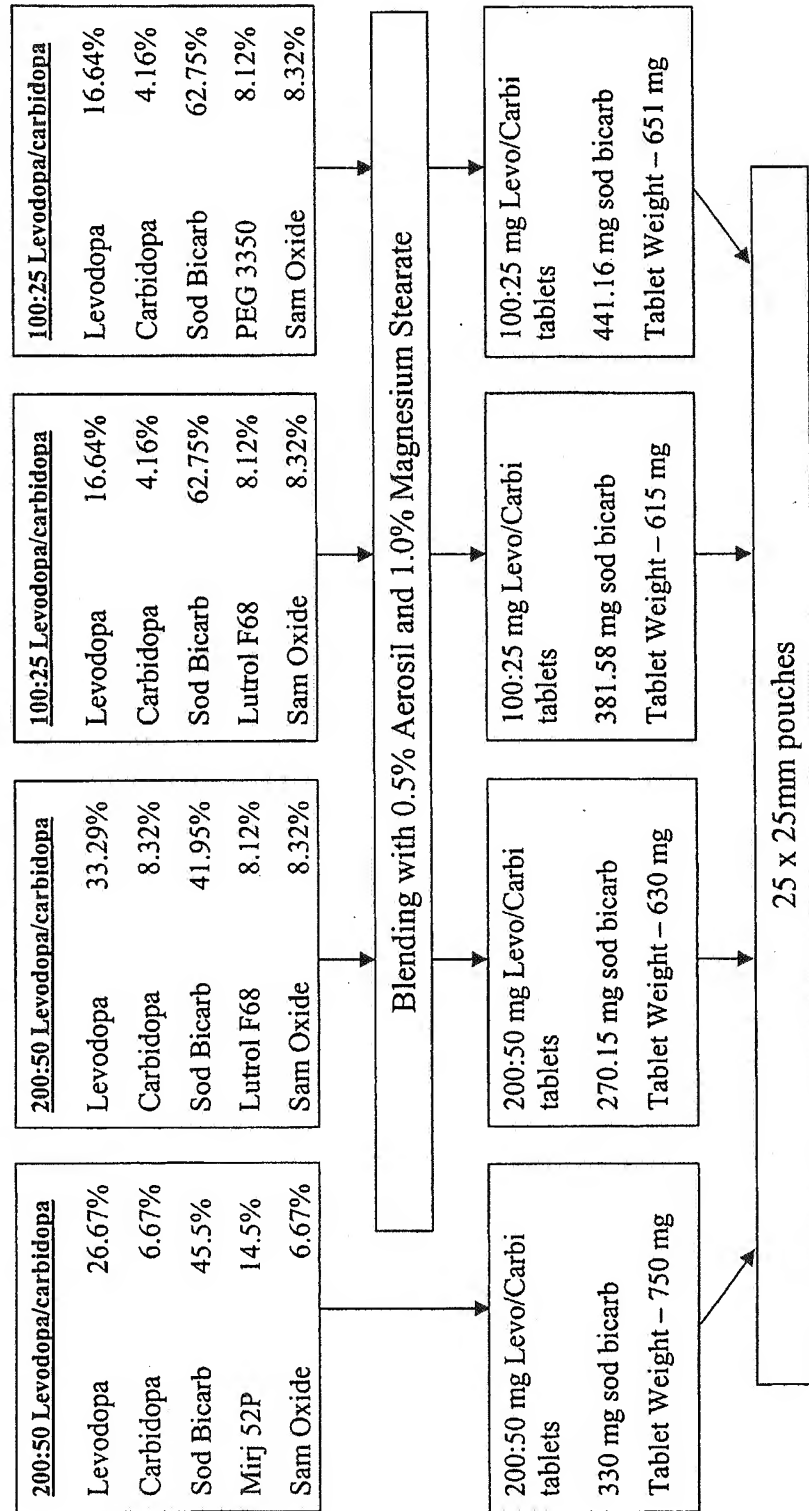 200:50 Levodopa/carbidopa
Levodopa 26.67%
Carbidopa 6.67%
Sod Bicarb 45.5%
Mirj 52P 14.5%
Sam Oxide 6.67%
200:50 Levodopa/carbidopa
Levodopa 33.29%
Carbidopa 8.32%
Sod Bicarb 41.95%
Lutrol F68 8.12%
Sam Oxide 8.32%
100:25 Levodopa/carbidopa
Levodopa 16.64%
Carbidopa 4.16%
Sod Bicarb 62.75%
Lutrol F68 8.12%
Sam Oxide 8.32%
100:25 Levodopa/carbidopa
Levodopa 16.64%
Carbidopa 4.16%
Sod Bicarb 62.75%
PEG 3350 8.12%
Sam Oxide 8.32%
Blending with 0.5% Aerosil and 1.0% Magnesium Stearate
200:50 mg Levo/Carbi
tablets
330 mg sod bicarb
Tablet Weight – 750 mg
200:50 mg Levo/Carbi
tablets
270.15 mg sod bicarb
Tablet Weight – 630 mg
100:25 mg Levo/Carbi
tablets
381.58 mg sod bicarb
Tablet Weight – 615 mg
100:25 mg Levo/Carbi
tablets
441.16 mg sod bicarb
Tablet Weight – 651 mg
25 x 25mm pouches